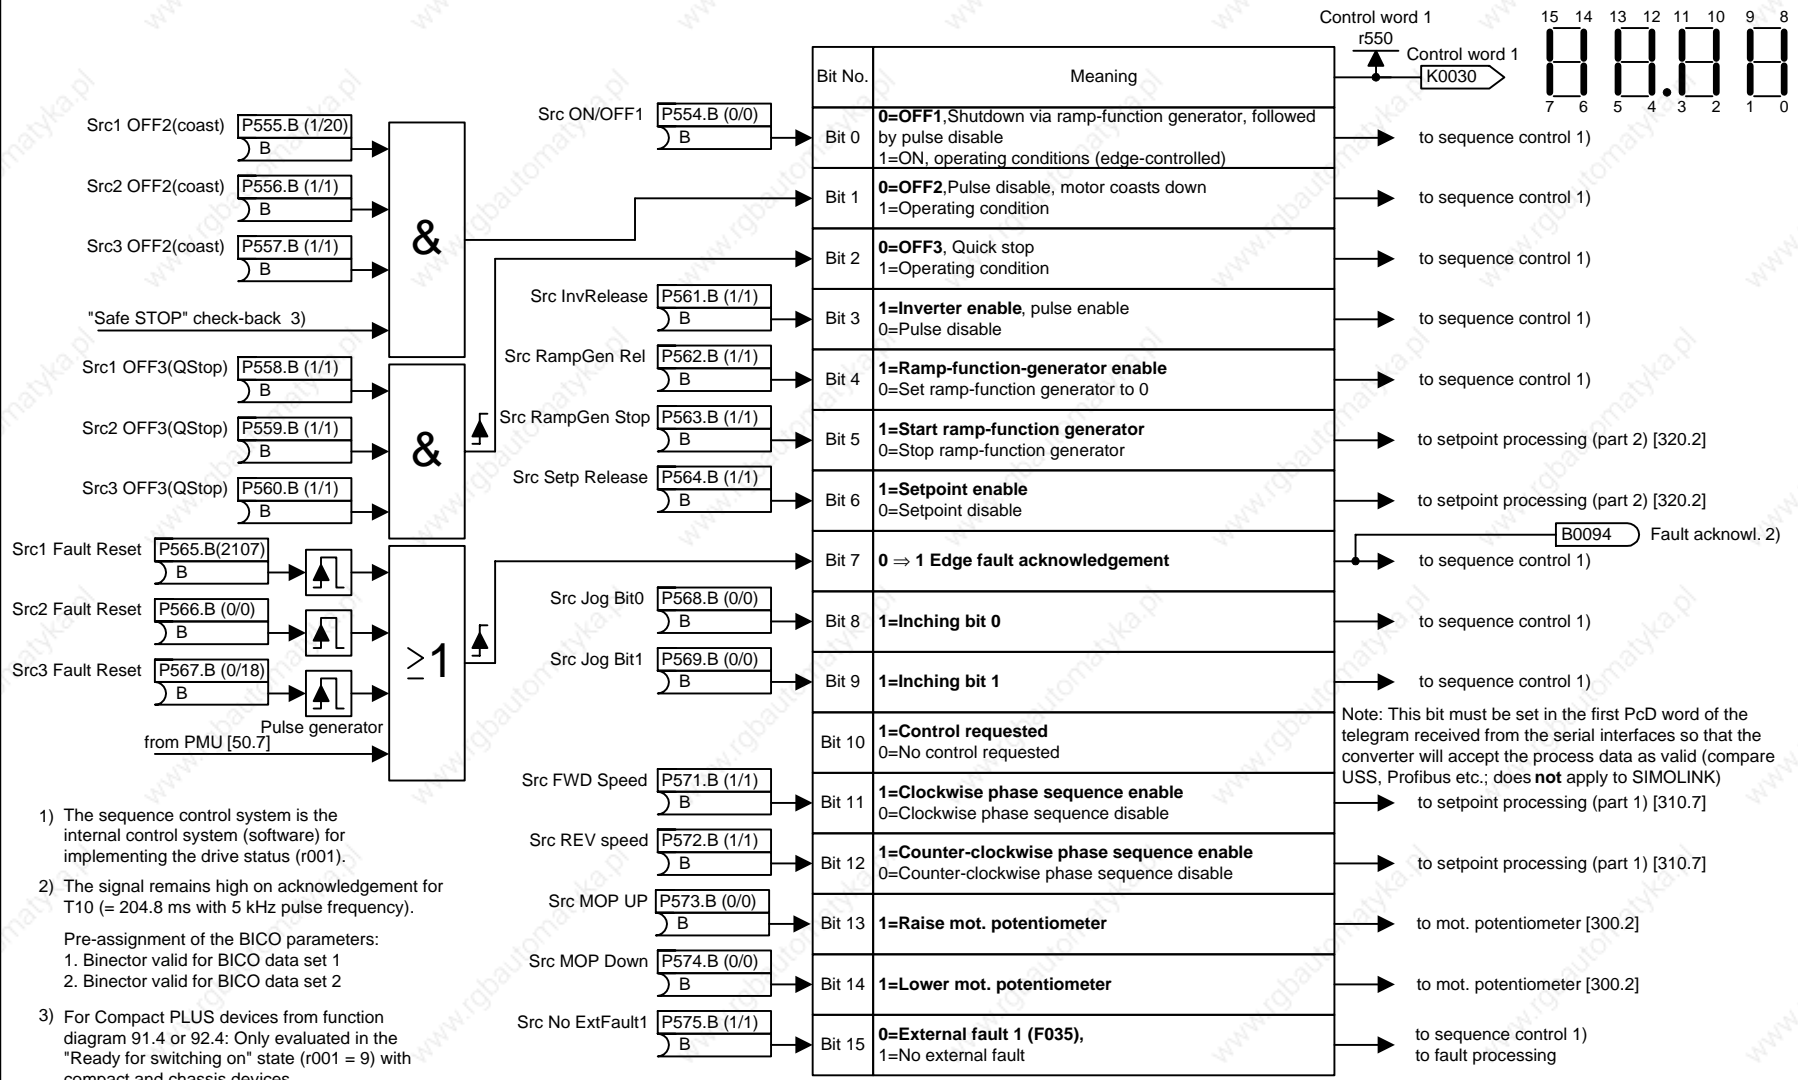 Control word 1
r550
Control word 1
K0030
15 14 13 12 11 10 9 8
7 6 5 4 3 2 1 0
Bit No. Meaning
Src ON/OFF1 P554.B (0/0)
B
Bit 0
0=OFF1,Shutdown via ramp-function generator, followed
by pulse disable
1=ON, operating conditions (edge-controlled)
to sequence control 1)
Src1 OFF2(coast) P555.B (1/20)
B
Src2 OFF2(coast) P556.B (1/1)
B
Src3 OFF2(coast) P557.B (1/1)
B
"Safe STOP" check-back 3)
&
Bit 1
0=OFF2,Pulse disable, motor coasts down
1=Operating condition
to sequence control 1)
Src1 OFF3(QStop) P558.B (1/1)
B
Src2 OFF3(QStop) P559.B (1/1)
B
Src3 OFF3(QStop) P560.B (1/1)
B
&
Bit 2
0=OFF3, Quick stop
1=Operating condition
to sequence control 1)
Src InvRelease P561.B (1/1)
B
Bit 3
1=Inverter enable, pulse enable
0=Pulse disable
to sequence control 1)
Src RampGen Rel P562.B (1/1)
B
Bit 4
1=Ramp-function-generator enable
0=Set ramp-function generator to 0
to sequence control 1)
Src RampGen Stop P563.B (1/1)
B
Bit 5
1=Start ramp-function generator
0=Stop ramp-function generator
to setpoint processing (part 2) [320.2]
Src Setp Release P564.B (1/1)
B
Bit 6
1=Setpoint enable
0=Setpoint disable
to setpoint processing (part 2) [320.2]
Src1 Fault Reset P565.B(2107)
B
Src2 Fault Reset P566.B (0/0)
B
Src3 Fault Reset P567.B (0/18)
B
Pulse generator
from PMU [50.7]
≥1
Bit 7
0 ⇒ 1 Edge fault acknowledgement
B0094 Fault acknowl. 2)
to sequence control 1)
Src Jog Bit0 P568.B (0/0)
B
Bit 8
1=Inching bit 0
to sequence control 1)
Src Jog Bit1 P569.B (0/0)
B
Bit 9
1=Inching bit 1
to sequence control 1)
Bit 10
1=Control requested
0=No control requested
Note: This bit must be set in the first PcD word of the
telegram received from the serial interfaces so that the
converter will accept the process data as valid (compare
USS, Profibus etc.; does not apply to SIMOLINK)
Src FWD Speed P571.B (1/1)
B
Bit 11
1=Clockwise phase sequence enable
0=Clockwise phase sequence disable
to setpoint processing (part 1) [310.7]
Src REV speed P572.B (1/1)
B
Bit 12
1=Counter-clockwise phase sequence enable
0=Counter-clockwise phase sequence disable
to setpoint processing (part 1) [310.7]
Src MOP UP P573.B (0/0)
B
Bit 13
1=Raise mot. potentiometer
to mot. potentiometer [300.2]
Src MOP Down P574.B (0/0)
B
Bit 14
1=Lower mot. potentiometer
to mot. potentiometer [300.2]
Src No ExtFault1 P575.B (1/1)
B
Bit 15
0=External fault 1 (F035),
1=No external fault
to sequence control 1)
to fault processing
1) The sequence control system is the
internal control system (software) for
implementing the drive status (r001).
2) The signal remains high on acknowledgement for
T10 (= 204.8 ms with 5 kHz pulse frequency).
Pre-assignment of the BICO parameters:
1. Binector valid for BICO data set 1
2. Binector valid for BICO data set 2
3) For Compact PLUS devices from function
diagram 91.4 or 92.4: Only evaluated in the
"Ready for switching on" state (r001 = 9) with
compact and chassis devices
www.rgbautomatyka.pl